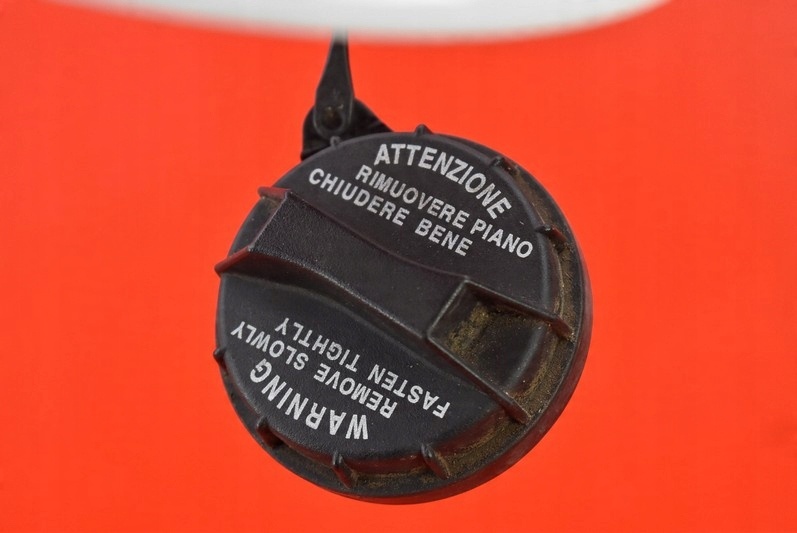 ATTENZIONE
RIMUOVERE PIANO
CHIUDERE BENE
WARNING
REMOVE SLOWLY
FASTEN TIGHTLY